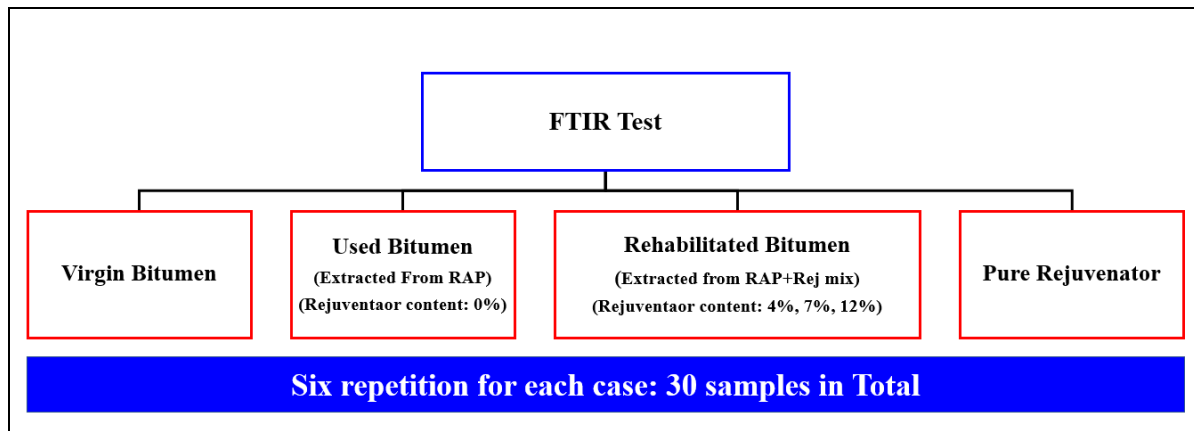 FTIR Test
Virgin Bitumen
Used Bitumen
(Extracted From RAP)
(Rejuventaor content: 0%)
Rehabilitated Bitumen
(Extracted from RAP+Rej mix)
(Rejuventaor content: 4%, 7%, 12%)
Pure Rejuvenator
Six repetition for each case: 30 samples in Total